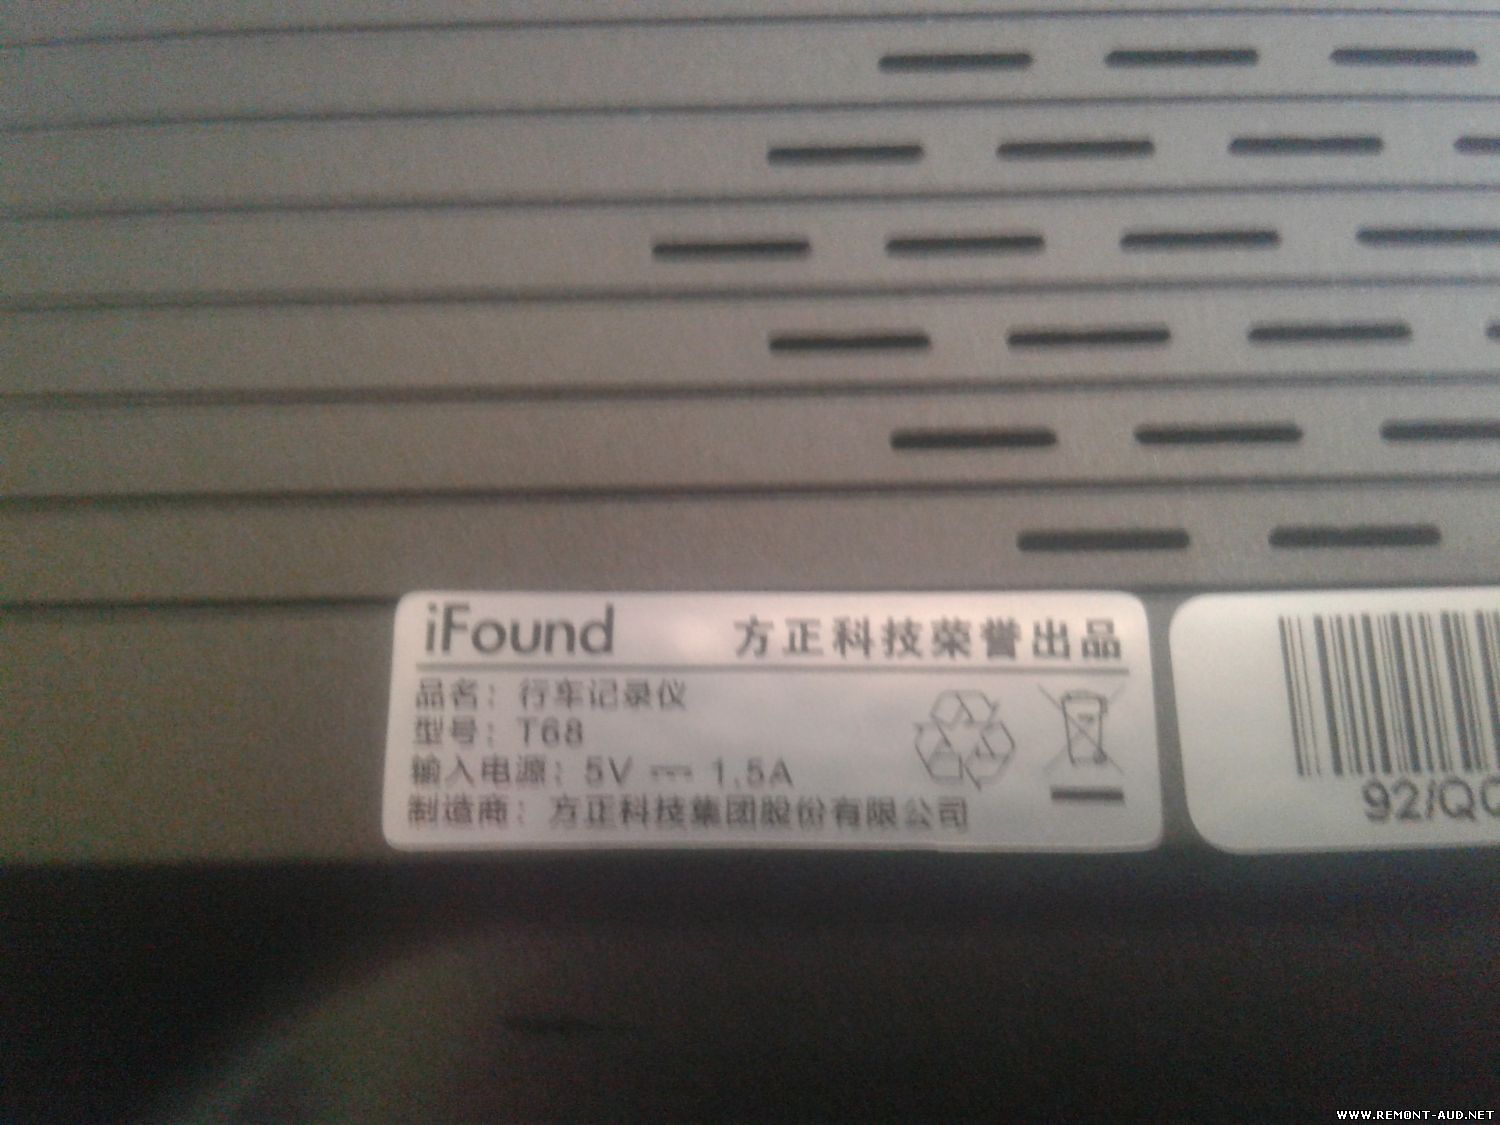 iFound 方正科技荣誉出品
品名：行车记录仪
型号：T68
输入电源：5V ⎓ 1.5A
制造商：方正科技集团股份有限公司
92/QC
WWW.REMONT-AUD.NET